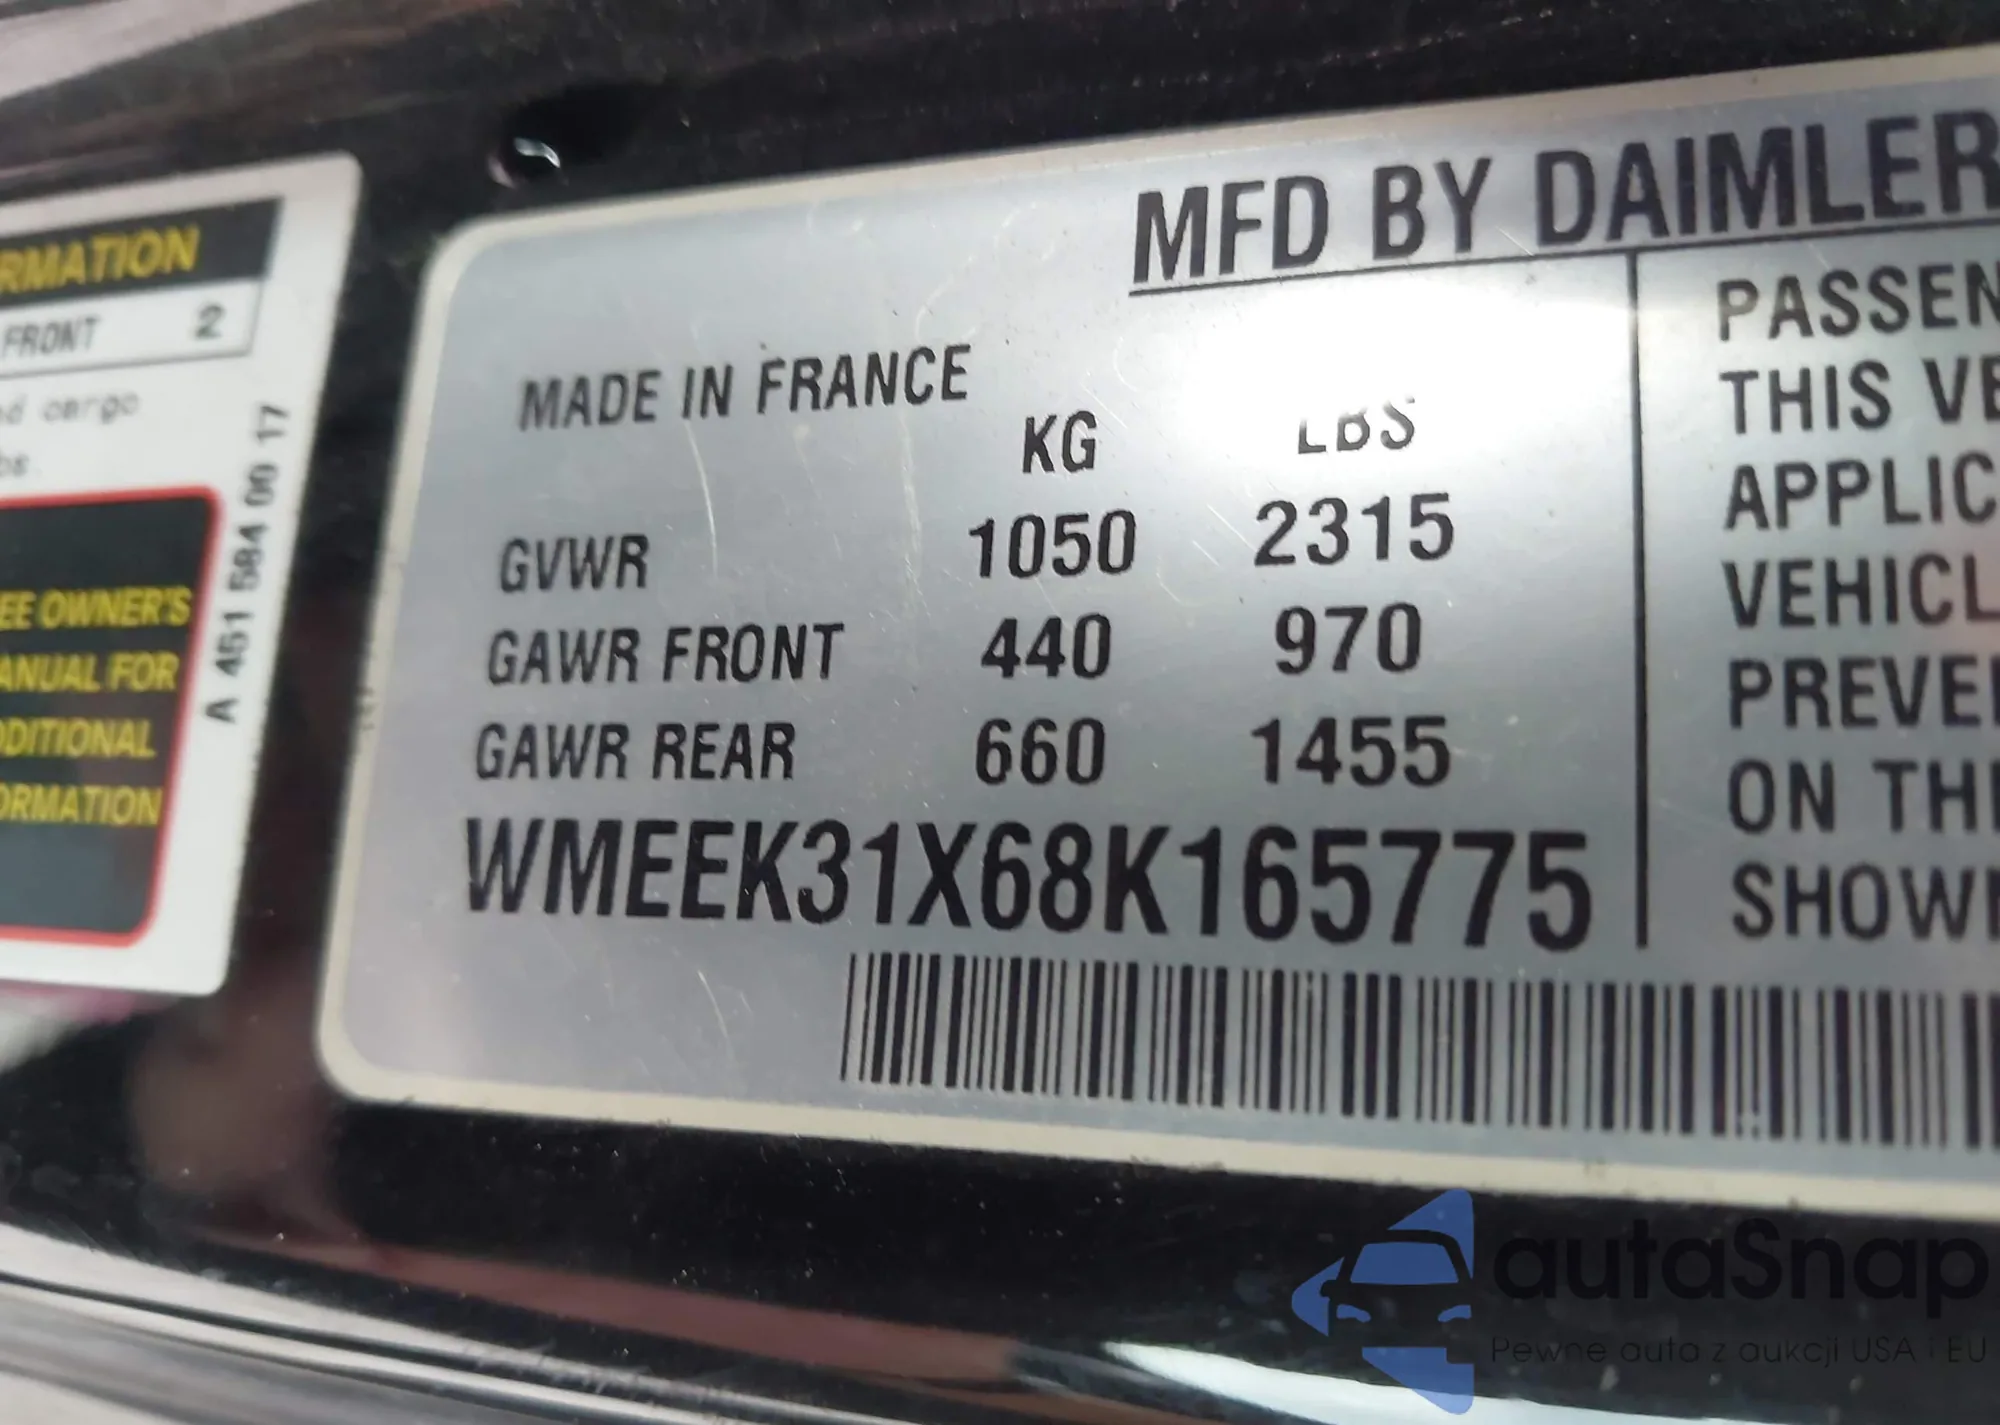 RMATION
FRONT 2
cargo
A 451 584 00 17
EE OWNER'S
ANUAL FOR
DDITIONAL
ORMATION
MFD BY DAIMLER
MADE IN FRANCE
KG LBS
GVWR 1050 2315
GAWR FRONT 440 970
GAWR REAR 660 1455
WMEEK31X68K165775
PASSEN
THIS VE
APPLIC
VEHICL
PREVE
ON TH
SHOWN
autaSnap
Pewne auta z aukcji USA i EU